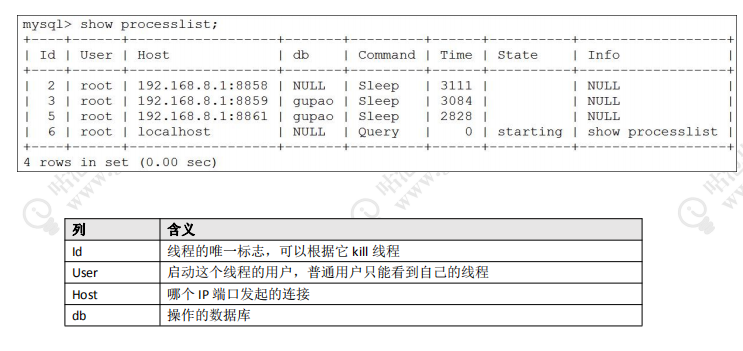 mysql> show processlist;
| Id | User | Host | db | Command | Time | State | Info |
| 2 | root | 192.168.8.1:8858 | NULL | Sleep | 3111 | | NULL |
| 3 | root | 192.168.8.1:8859 | gupao | Sleep | 3084 | | NULL |
| 5 | root | 192.168.8.1:8861 | gupao | Sleep | 2828 | | NULL |
| 6 | root | localhost | NULL | Query | 0 | starting | show processlist |
4 rows in set (0.00 sec)
列 含义
Id 线程的唯一标志，可以根据它 kill 线程
User 启动这个线程的用户，普通用户只能看到自己的线程
Host 哪个 IP 端口发起的连接
db 操作的数据库